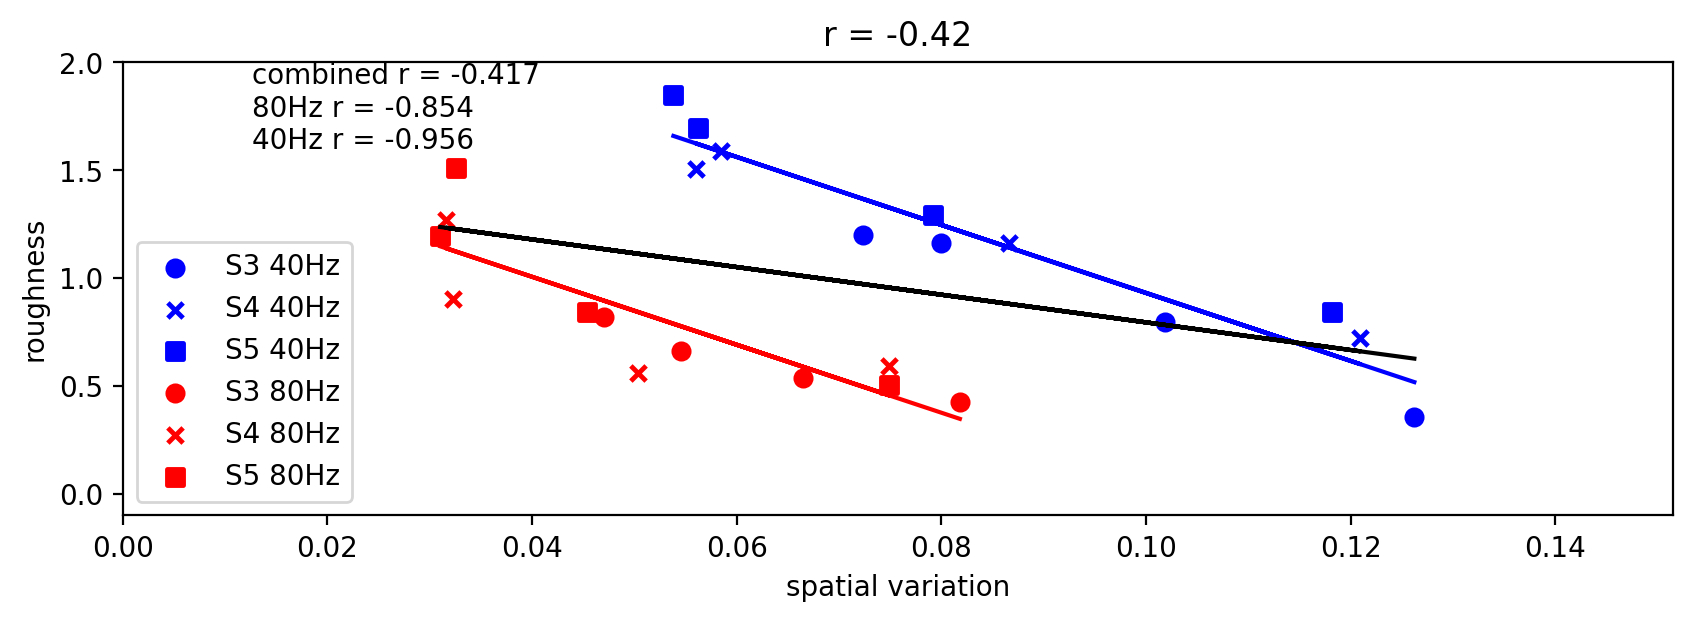 r = -0.42
combined r = -0.417
80Hz r = -0.854
40Hz r = -0.956
2.0
1.5
1.0
0.5
0.0
roughness
S3 40Hz
S4 40Hz
S5 40Hz
S3 80Hz
S4 80Hz
S5 80Hz
0.00 0.02 0.04 0.06 0.08 0.10 0.12 0.14
spatial variation